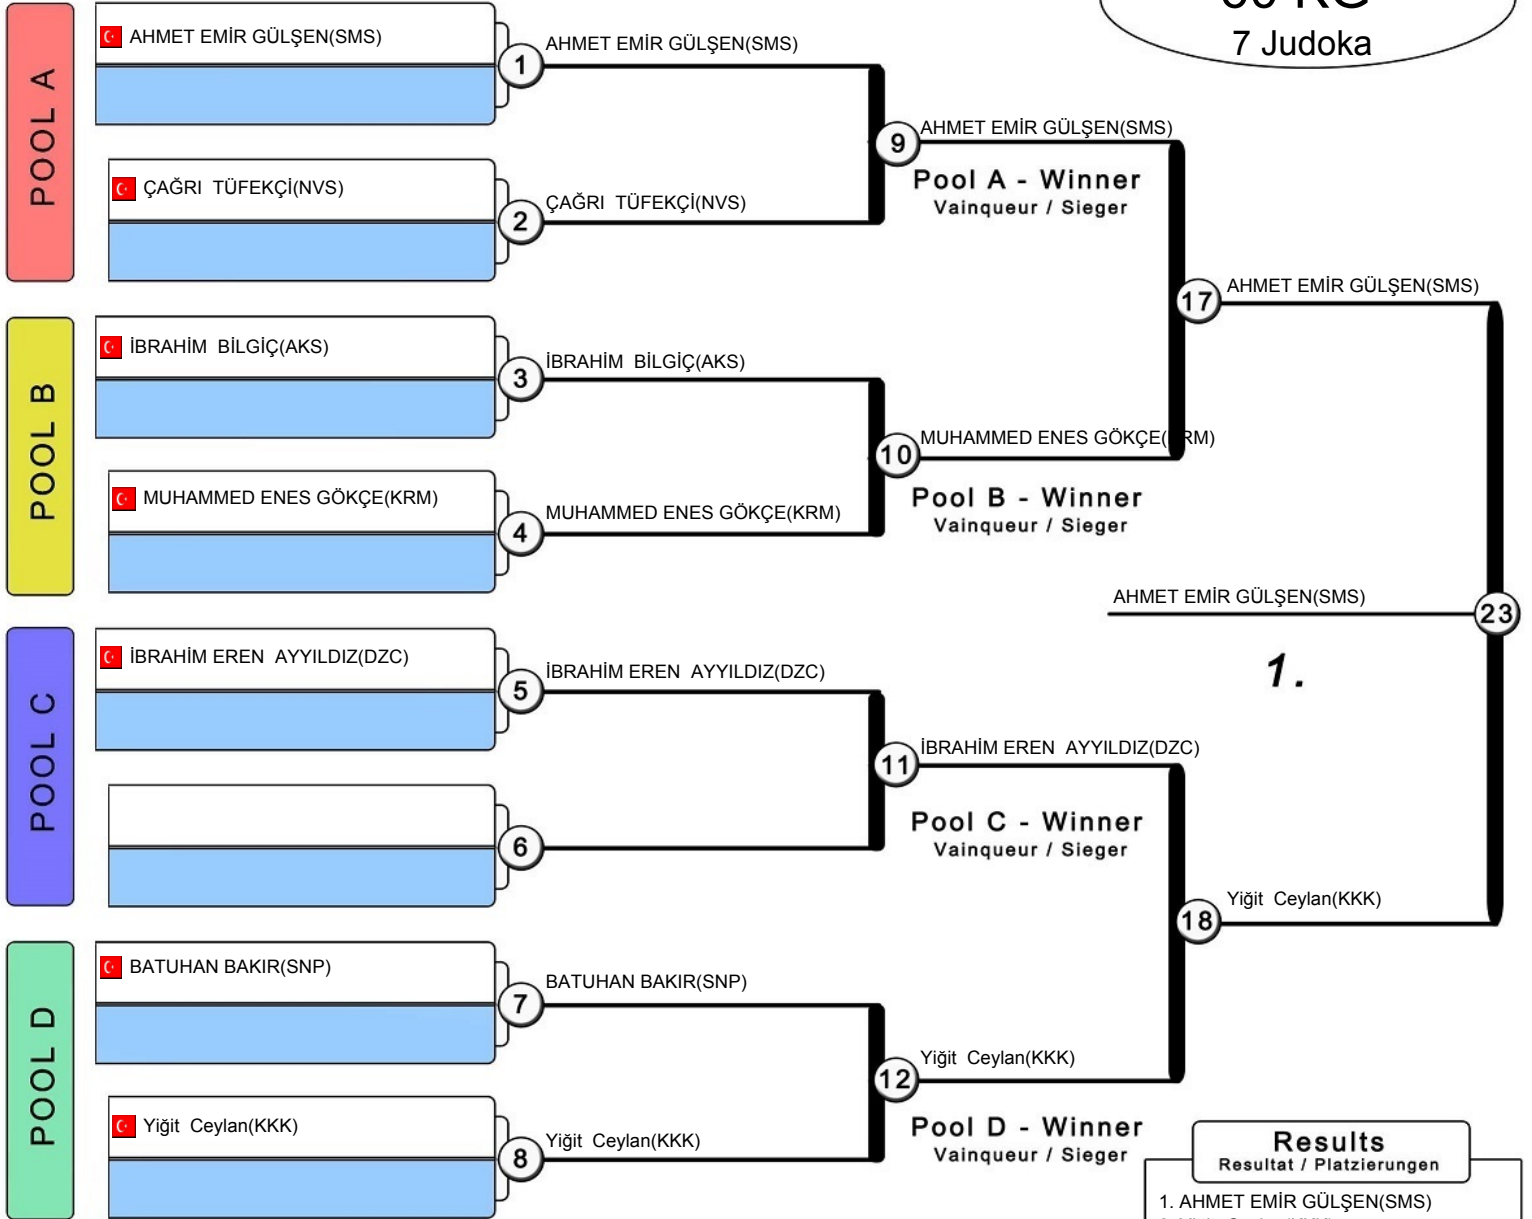 7 Judoka
POOL A
AHMET EMİR GÜLŞEN(SMS)
1
AHMET EMİR GÜLŞEN(SMS)
ÇAĞRI TÜFEKÇİ(NVS)
2
ÇAĞRI TÜFEKÇİ(NVS)
9
AHMET EMİR GÜLŞEN(SMS)
Pool A - Winner
Vainqueur / Sieger
POOL B
İBRAHİM BİLGİÇ(AKS)
3
İBRAHİM BİLGİÇ(AKS)
MUHAMMED ENES GÖKÇE(KRM)
4
MUHAMMED ENES GÖKÇE(KRM)
10
MUHAMMED ENES GÖKÇE( RM)
Pool B - Winner
Vainqueur / Sieger
17
AHMET EMİR GÜLŞEN(SMS)
AHMET EMİR GÜLŞEN(SMS)
23
1.
POOL C
İBRAHİM EREN AYYILDIZ(DZC)
5
İBRAHİM EREN AYYILDIZ(DZC)
6
11
İBRAHİM EREN AYYILDIZ(DZC)
Pool C - Winner
Vainqueur / Sieger
18
Yiğit Ceylan(KKK)
POOL D
BATUHAN BAKIR(SNP)
7
BATUHAN BAKIR(SNP)
Yiğit Ceylan(KKK)
8
Yiğit Ceylan(KKK)
12
Yiğit Ceylan(KKK)
Pool D - Winner
Vainqueur / Sieger
Results
Resultat / Platzierungen
1. AHMET EMİR GÜLŞEN(SMS)